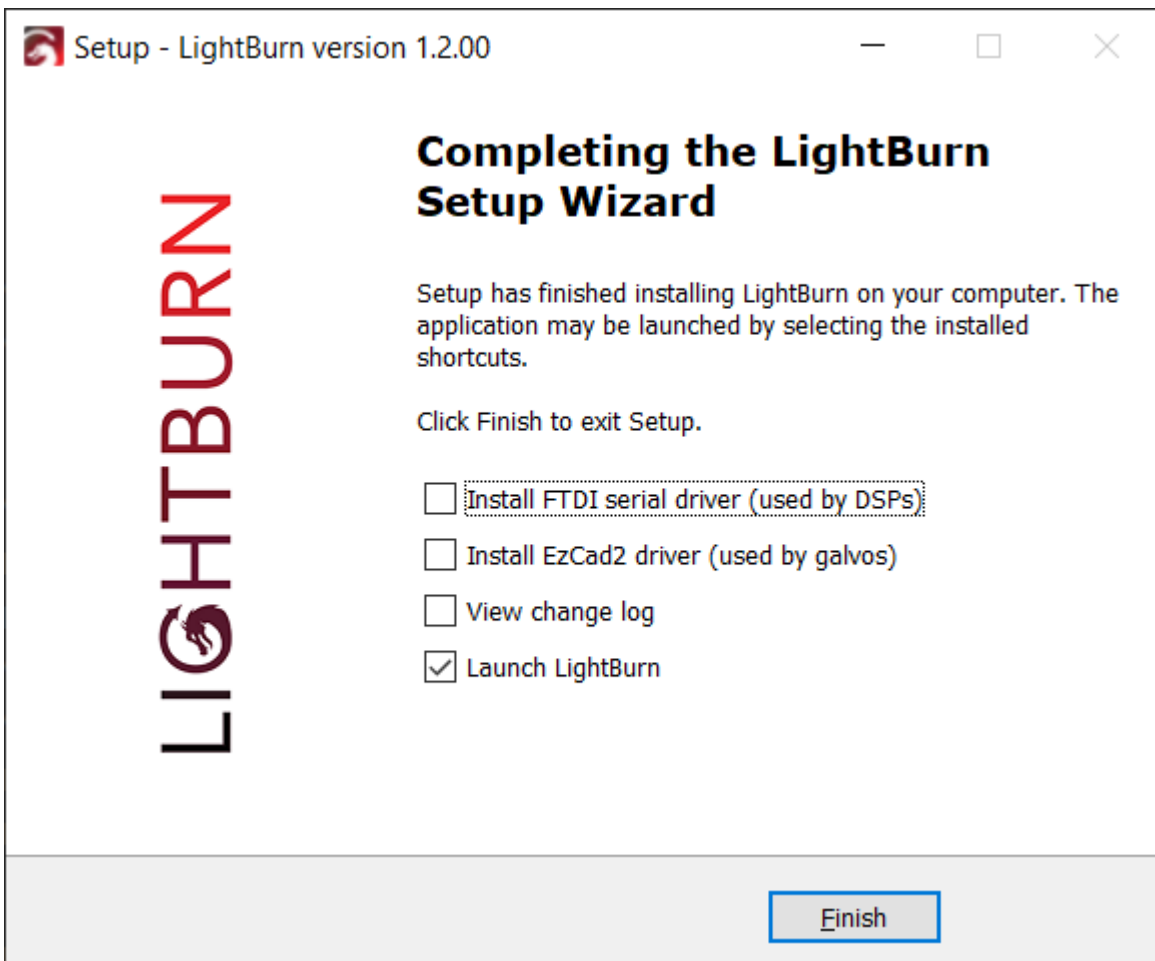 Setup - LightBurn version 1.2.00
Completing the LightBurn
Setup Wizard
LIGHTBURN
Setup has finished installing LightBurn on your computer. The
application may be launched by selecting the installed
shortcuts.
Click Finish to exit Setup.
Install FTDI serial driver (used by DSPs)
Install EzCad2 driver (used by galvos)
View change log
Launch LightBurn
Finish